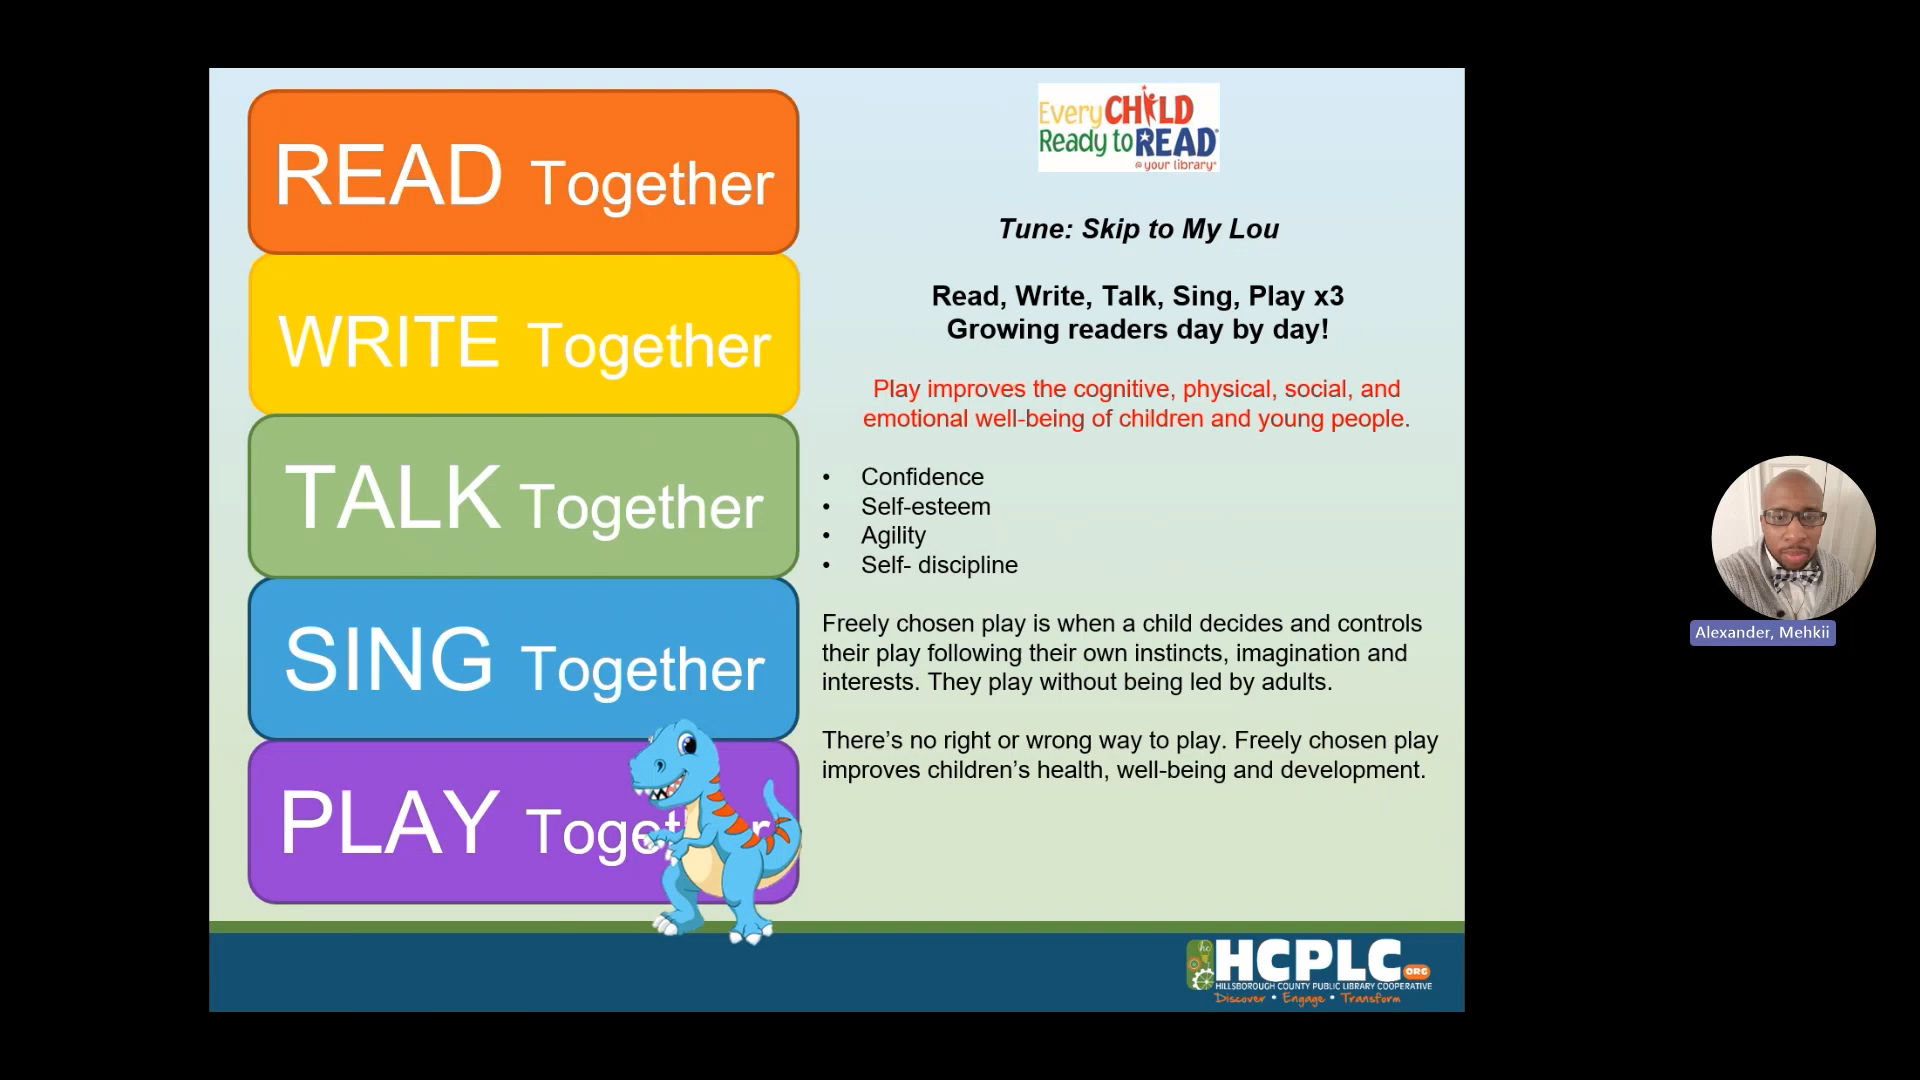 READ Together
WRITE Together
TALK Together
SING Together
PLAY Toget r
Every CHILD
Ready to READ®
@ your library®
Tune: Skip to My Lou
Read, Write, Talk, Sing, Play x3
Growing readers day by day!
Play improves the cognitive, physical, social, and
emotional well-being of children and young people.
• Confidence
• Self-esteem
• Agility
• Self- discipline
Freely chosen play is when a child decides and controls
their play following their own instincts, imagination and
interests. They play without being led by adults.
There’s no right or wrong way to play. Freely chosen play
improves children’s health, well-being and development.
hc
HCPLC ORG
HILLSBOROUGH COUNTY PUBLIC LIBRARY COOPERATIVE
Discover • Engage • Transform
Alexander, Mehkii